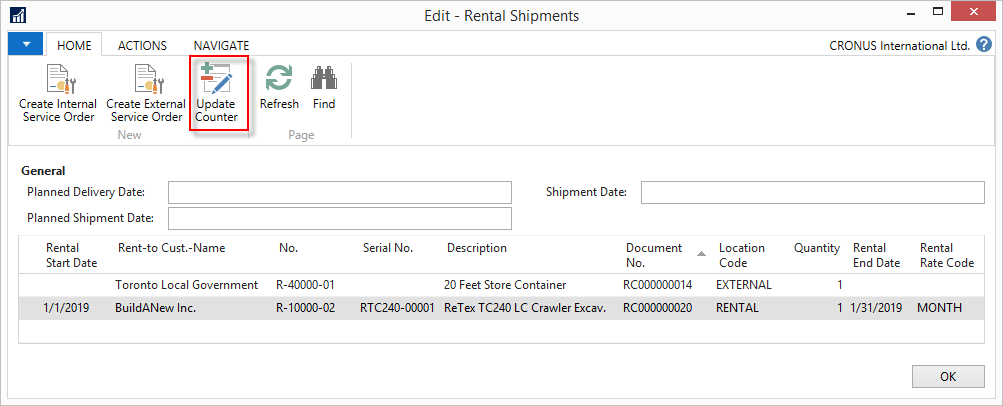 Edit - Rental Shipments
HOME ACTIONS NAVIGATE CRONUS International Ltd. ?
Create Internal Service Order
Create External Service Order
Update Counter
Refresh
Find
New
Page
General
Planned Delivery Date:
Shipment Date:
Planned Shipment Date:
Rental Start Date Rent-to Cust.-Name No. Serial No. Description Document No. Location Code Quantity Rental End Date Rental Rate Code
Toronto Local Government R-40000-01 20 Feet Store Container RC000000014 EXTERNAL 1
1/1/2019 BuildANew Inc. R-10000-02 RTC240-00001 ReTex TC240 LC Crawler Excav. RC000000020 RENTAL 1 1/31/2019 MONTH
OK